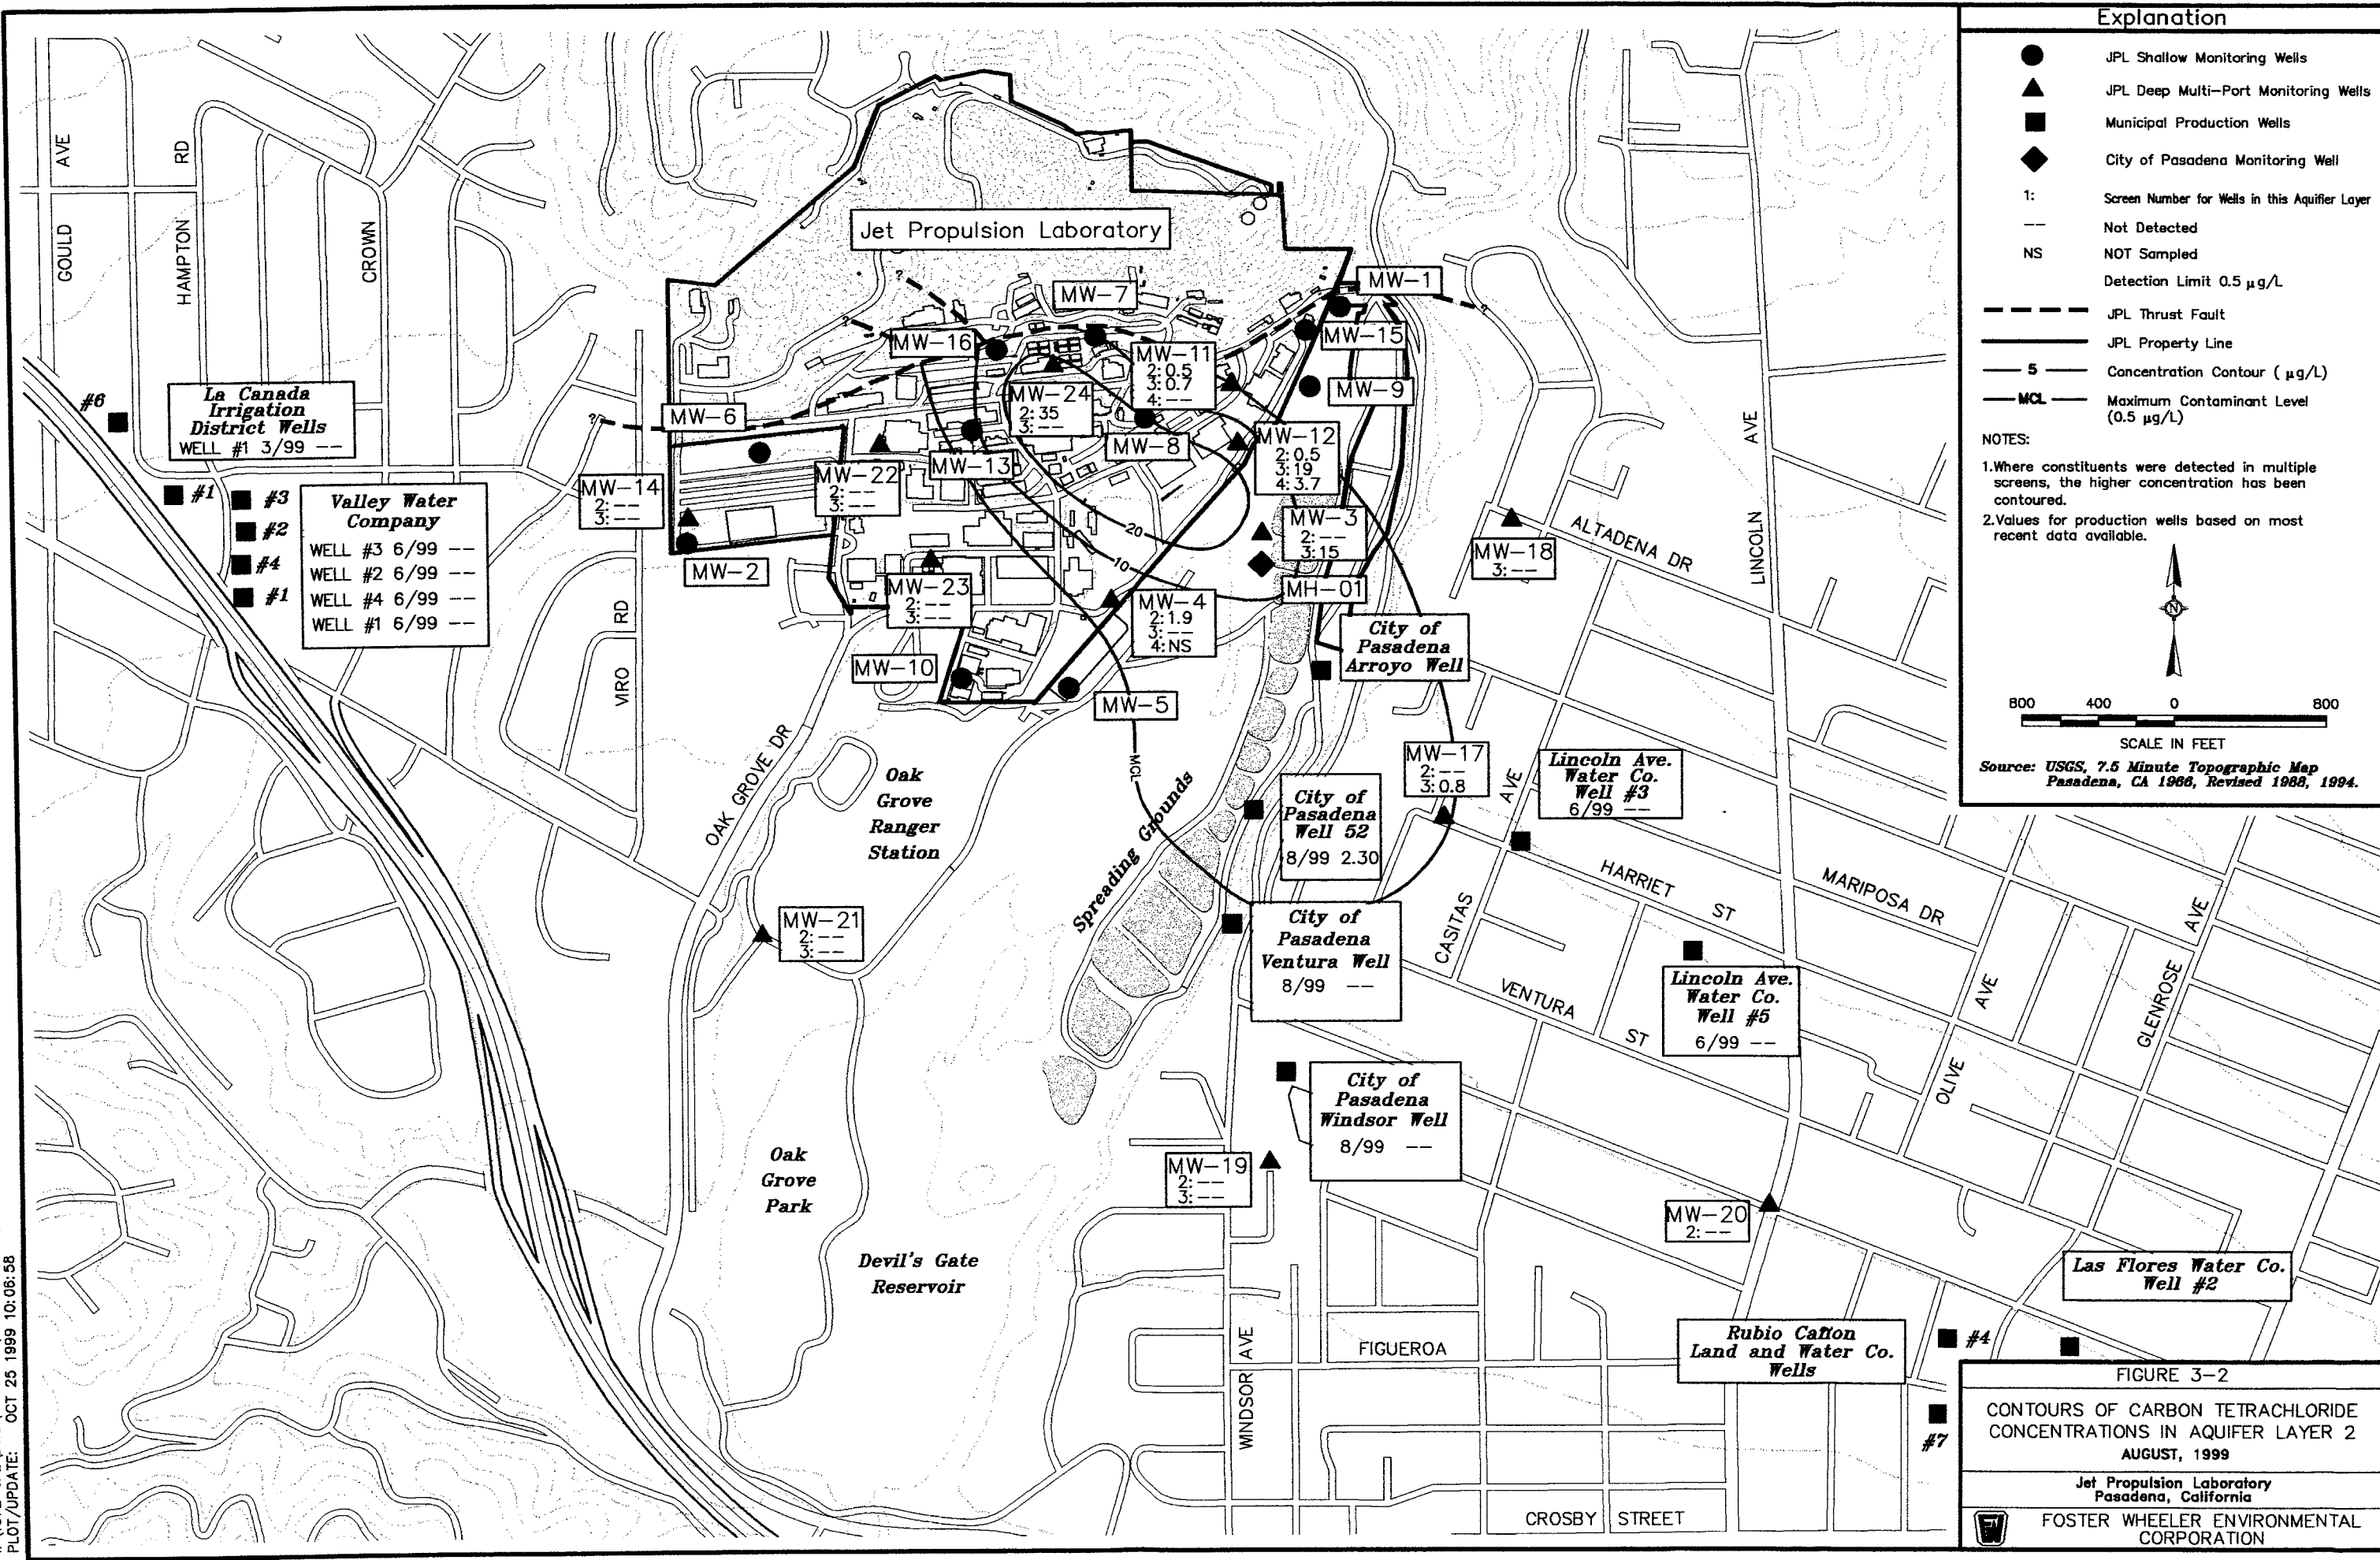 Explanation
JPL Shallow Monitoring Wells
JPL Deep Multi-Port Monitoring Wells
Municipal Production Wells
City of Pasadena Monitoring Well
1:
Screen Number for Wells in this Aquifier Layer
--
Not Detected
NS
NOT Sampled
Detection Limit 0.5 μg/L
JPL Thrust Fault
JPL Property Line
5
Concentration Contour ( μg/L)
MCL
Maximum Contaminant Level
(0.5 μg/L)
NOTES:
1.Where constituents were detected in multiple
screens, the higher concentration has been
contoured.
2.Values for production wells based on most
recent data available.
N
800 400 0 800
SCALE IN FEET
Source: USGS, 7.5 Minute Topographic Map
Pasadena, CA 1966, Revised 1988, 1994.
GOULD AVE
HAMPTON RD
CROWN
VIRO RD
Jet Propulsion Laboratory
MW-7
MW-1
MW-16
MW-15
MW-11
2: 0.5
3: 0.7
4: --
MW-9
MW-24
2: 35
3: --
MW-6
MW-8
MW-12
2: 0.5
3: 19
4: 3.7
MW-13
MW-22
2: --
3: --
MW-14
2: --
3: --
MW-3
2: --
3: 15
MW-18
3: --
MW-2
MW-23
2: --
3: --
MW-4
2: 1.9
3: --
4: NS
MH-01
MW-10
MW-5
20
10
MCL
?
?
?
?
#6
La Canada
Irrigation
District Wells
WELL #1 3/99 --
#1
#3
#2
#4
#1
Valley Water
Company
WELL #3 6/99 --
WELL #2 6/99 --
WELL #4 6/99 --
WELL #1 6/99 --
City of
Pasadena
Arroyo Well
MW-17
2: --
3: 0.8
Lincoln Ave.
Water Co.
Well #3
6/99 --
City of
Pasadena
Well 52
8/99 2.30
City of
Pasadena
Ventura Well
8/99 --
Lincoln Ave.
Water Co.
Well #5
6/99 --
City of
Pasadena
Windsor Well
8/99 --
MW-21
2: --
3: --
MW-19
2: --
3: --
MW-20
2: --
Las Flores Water Co.
Well #2
Rubio Cañon
Land and Water Co.
Wells
#4
#7
OAK GROVE DR
Oak
Grove
Ranger
Station
Spreading Grounds
Oak
Grove
Park
Devil's Gate
Reservoir
ALTADENA DR
LINCOLN AVE
CASITAS AVE
HARRIET ST
MARIPOSA DR
VENTURA ST
OLIVE AVE
GLENROSE AVE
WINDSOR AVE
FIGUEROA
CROSBY STREET
FIGURE 3-2
CONTOURS OF CARBON TETRACHLORIDE
CONCENTRATIONS IN AQUIFER LAYER 2
AUGUST, 1999
Jet Propulsion Laboratory
Pasadena, California
FOSTER WHEELER ENVIRONMENTAL
CORPORATION
PLOT/UPDATE: OCT 25 1999 10:06:58